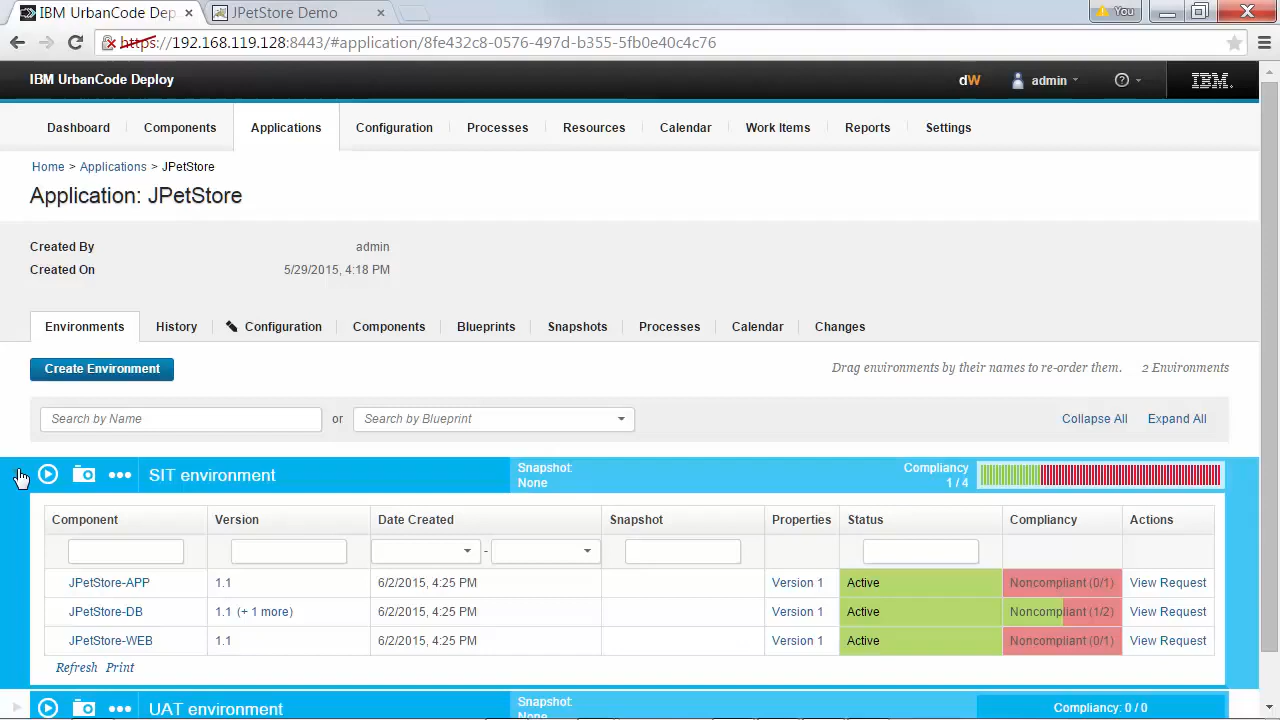 IBM UrbanCode Dep
JPetStore Demo
You
https://192.168.119.128:8443/#application/8fe432c8-0576-497d-b355-5fb0e40c4c76
IBM UrbanCode Deploy
dW
admin
IBM
Dashboard
Components
Applications
Configuration
Processes
Resources
Calendar
Work Items
Reports
Settings
Home > Applications > JPetStore
Application: JPetStore
Created By admin
Created On 5/29/2015, 4:18 PM
Environments
History
Configuration
Components
Blueprints
Snapshots
Processes
Calendar
Changes
Create Environment
Drag environments by their names to re-order them. 2 Environments
Search by Name or Search by Blueprint
Collapse All Expand All
SIT environment
Snapshot:
None
Compliancy
1 / 4
Component Version Date Created Snapshot Properties Status Compliancy Actions
-
JPetStore-APP 1.1 6/2/2015, 4:25 PM Version 1 Active Noncompliant (0/1) View Request
JPetStore-DB 1.1 (+ 1 more) 6/2/2015, 4:25 PM Version 1 Active Noncompliant (1/2) View Request
JPetStore-WEB 1.1 6/2/2015, 4:25 PM Version 1 Active Noncompliant (0/1) View Request
Refresh Print
UAT environment
Snapshot:
None
Compliancy: 0 / 0